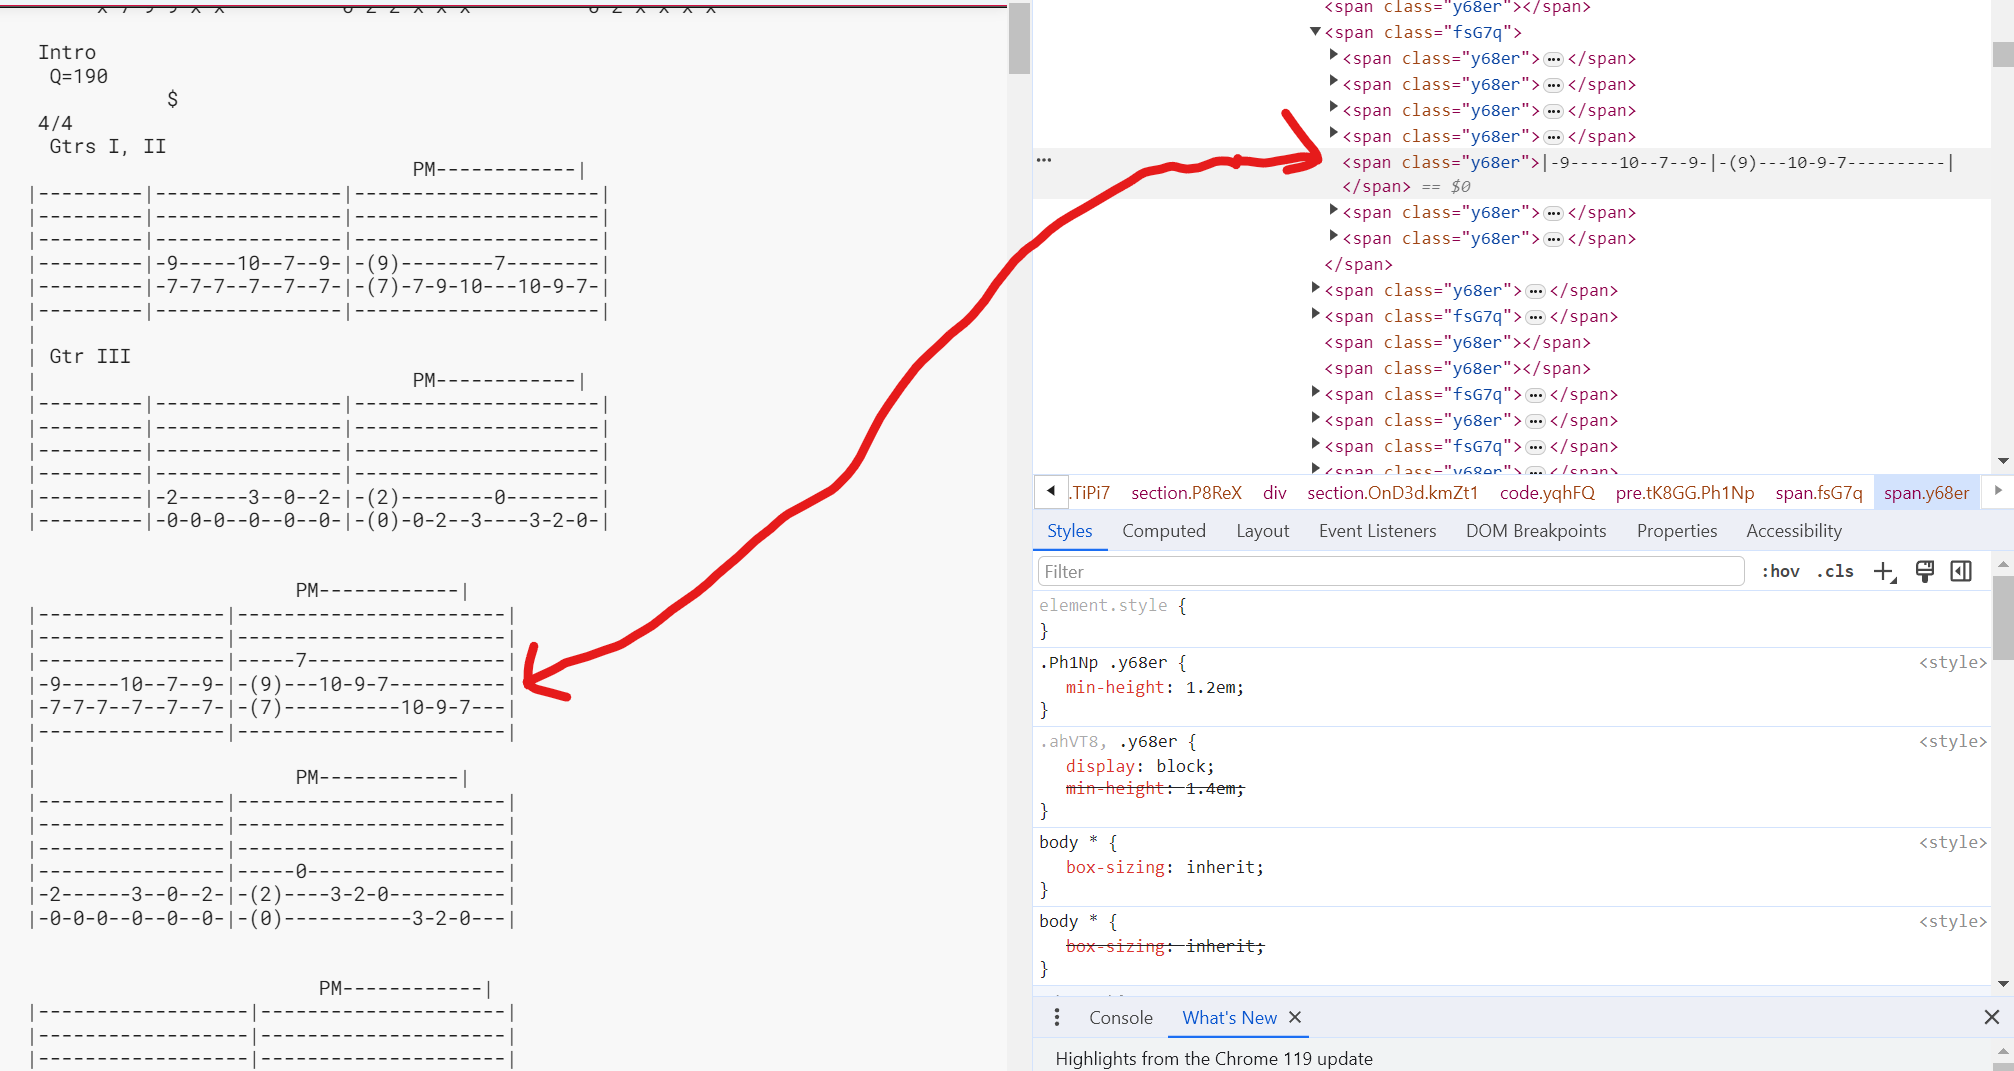 Intro
Q=190
$
4/4
Gtrs I, II
PM------------|
|---------|----------------|---------------------|
|---------|----------------|---------------------|
|---------|----------------|---------------------|
|---------|-9-----10--7--9-|-(9)--------7--------|
|---------|-7-7-7--7--7--7-|-(7)-7-9-10---10-9-7-|
|---------|----------------|---------------------|
|
| Gtr III
| PM------------|
|---------|----------------|---------------------|
|---------|----------------|---------------------|
|---------|----------------|---------------------|
|---------|----------------|---------------------|
|---------|-2------3--0--2-|-(2)--------0--------|
|---------|-0-0-0--0--0--0-|-(0)-0-2--3----3-2-0-|
PM------------|
|----------------|-----------------------|
|----------------|-----------------------|
|----------------|-----7-----------------|
|-9-----10--7--9-|-(9)---10-9-7----------|
|-7-7-7--7--7--7-|-(7)----------10-9-7---|
|----------------|-----------------------|
|
| PM------------|
|----------------|-----------------------|
|----------------|-----------------------|
|----------------|-----------------------|
|----------------|-----0-----------------|
|-2------3--0--2-|-(2)----3-2-0----------|
|-0-0-0--0--0--0-|-(0)-----------3-2-0---|
PM------------|
|------------------|---------------------|
|------------------|---------------------|
|------------------|---------------------|
<span class="y68er"></span>
▼<span class="fsG7q">
▶<span class="y68er">…</span>
▶<span class="y68er">…</span>
▶<span class="y68er">…</span>
▶<span class="y68er">…</span>
<span class="y68er">|-9-----10--7--9-|-(9)---10-9-7----------|
</span> == $0
▶<span class="y68er">…</span>
▶<span class="y68er">…</span>
</span>
▶<span class="y68er">…</span>
▶<span class="fsG7q">…</span>
<span class="y68er"></span>
<span class="y68er"></span>
▶<span class="fsG7q">…</span>
▶<span class="y68er">…</span>
▶<span class="fsG7q">…</span>
▶<span class="y68er">…</span>
.TiPi7 section.P8ReX div section.OnD3d.kmZt1 code.yqhFQ pre.tK8GG.Ph1Np span.fsG7q span.y68er
Styles Computed Layout Event Listeners DOM Breakpoints Properties Accessibility
Filter :hov .cls
element.style {
}
.Ph1Np .y68er { <style>
min-height: 1.2em;
}
.ahVT8, .y68er { <style>
display: block;
min-height: 1.4em;
}
body * { <style>
box-sizing: inherit;
}
body * { <style>
box-sizing: inherit;
}
Console What's New
Highlights from the Chrome 119 update